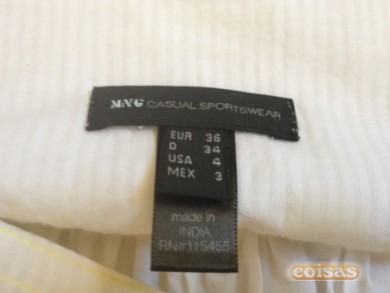 MNG CASUAL SPORTSWEAR
EUR 36
D 34
USA 4
MEX 3
made in
INDIA
RN#115455
coisas